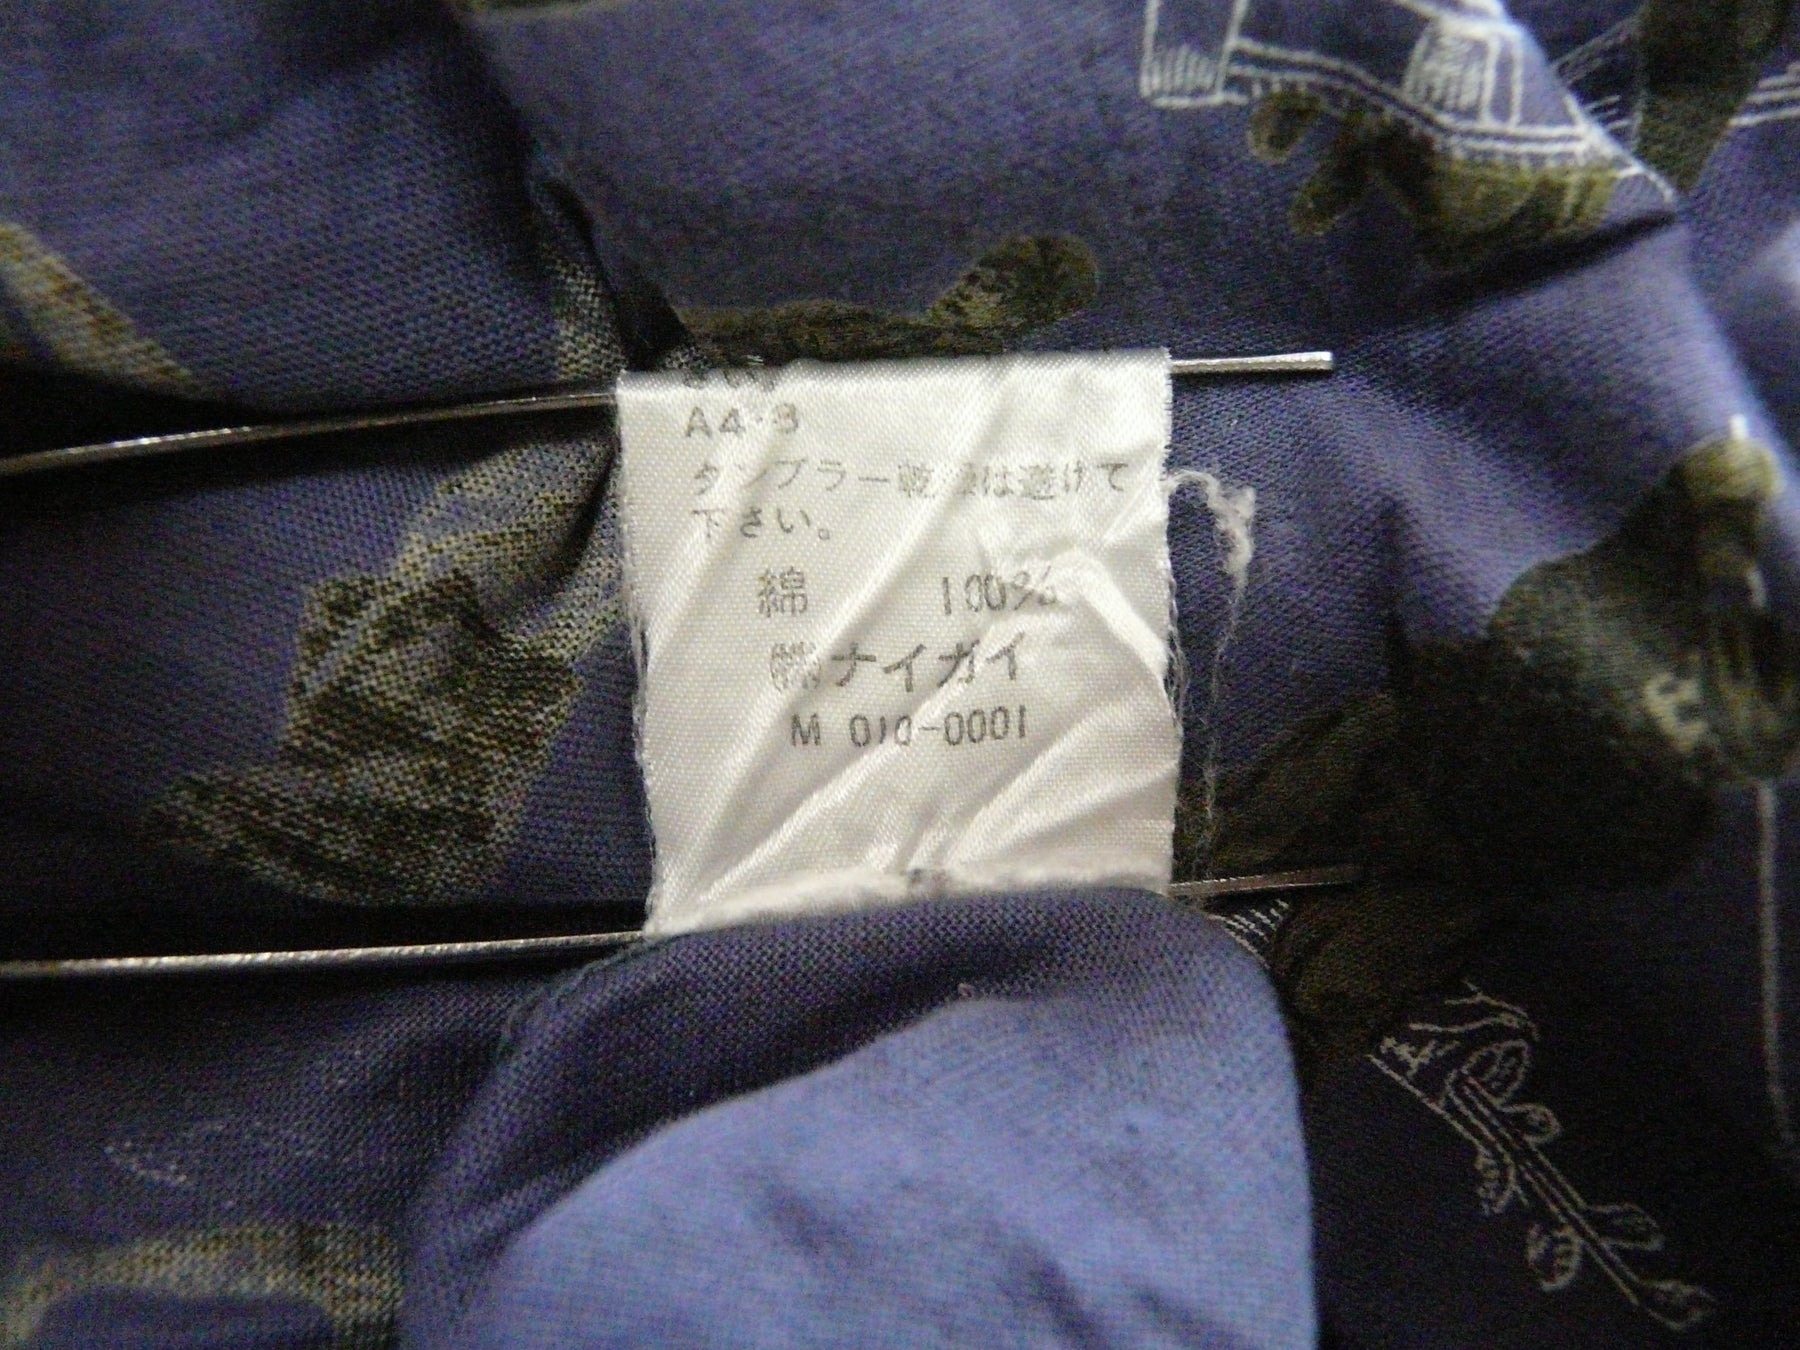 A4-3
タンブラー乾燥は避けて
下さい。
綿 100%
㈱ナイガイ
M 010-0001